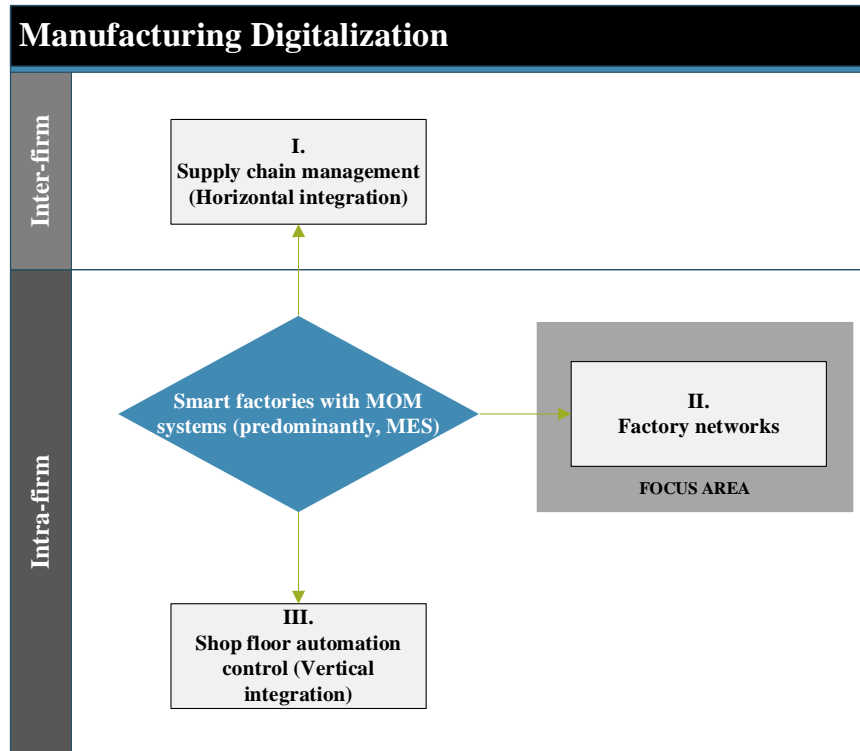 Manufacturing Digitalization
Inter-firm
I.
Supply chain management
(Horizontal integration)
Intra-firm
Smart factories with MOM
systems (predominantly, MES)
II.
Factory networks
FOCUS AREA
III.
Shop floor automation
control (Vertical
integration)